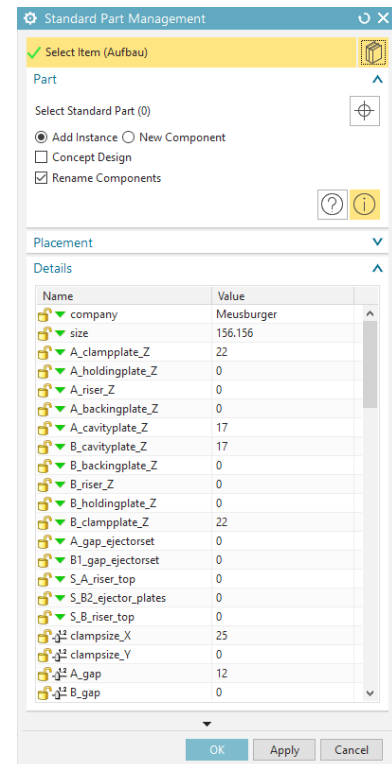 Standard Part Management
Select Item (Aufbau)
Part
Select Standard Part (0)
Add Instance New Component
Concept Design
Rename Components
Placement
Details
Name Value
company Meusburger
size 156.156
A_clampplate_Z 22
A_holdingplate_Z 0
A_riser_Z 0
A_backingplate_Z 0
A_cavityplate_Z 17
B_cavityplate_Z 17
B_backingplate_Z 0
B_riser_Z 0
B_holdingplate_Z 0
B_clampplate_Z 22
A_gap_ejectorset 0
B1_gap_ejectorset 0
S_A_riser_top 0
S_B2_ejector_plates 0
S_B_riser_top 0
clampsize_X 25
clampsize_Y 0
A_gap 12
B_gap 0
OK Apply Cancel